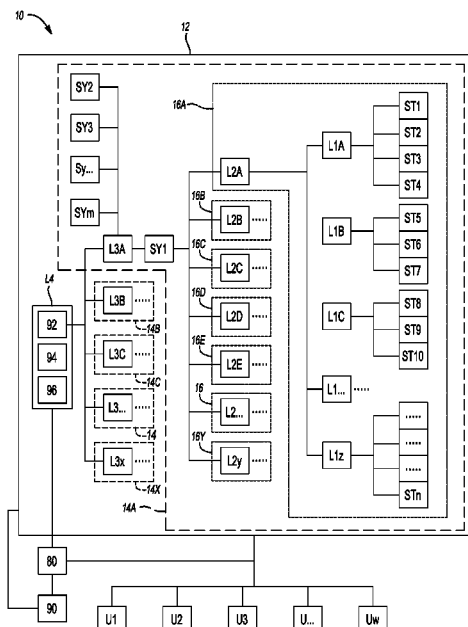 10
12
SY2
SY3
Sy...
SYm
16A
L2A
L1A
ST1
ST2
ST3
ST4
16B
L2B .....
L1B
ST5
ST6
ST7
L3A
SY1
16C
L2C .....
L4
92
94
96
L3B .....
14B
16D
L2D .....
L1C
ST8
ST9
ST10
L3C .....
14C
16E
L2E .....
L3... .....
14
16
L2... .....
L1... .....
L3x .....
14X
16Y
L2y .....
L1z
.....
.....
.....
STn
14A
80
90
U1
U2
U3
U...
Uw